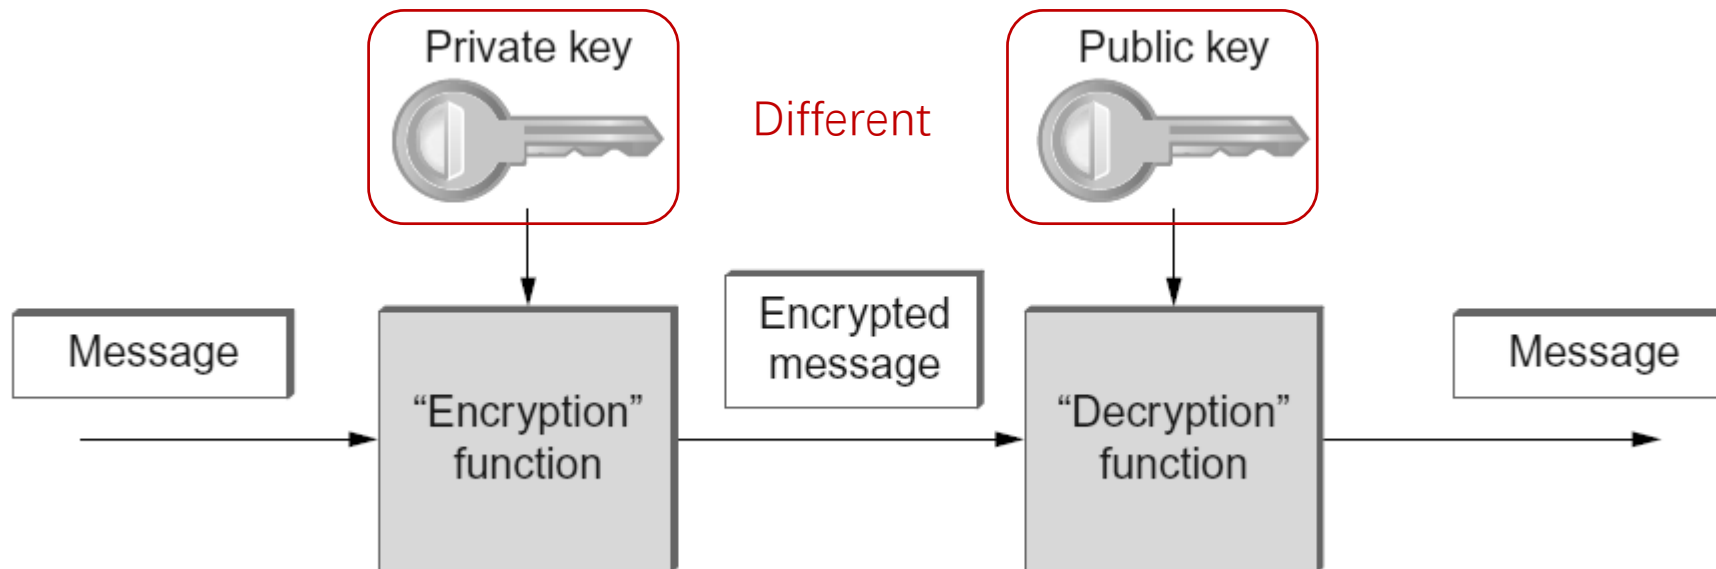 Private key
Different
Public key
Message
“Encryption”
function
Encrypted
message
“Decryption”
function
Message